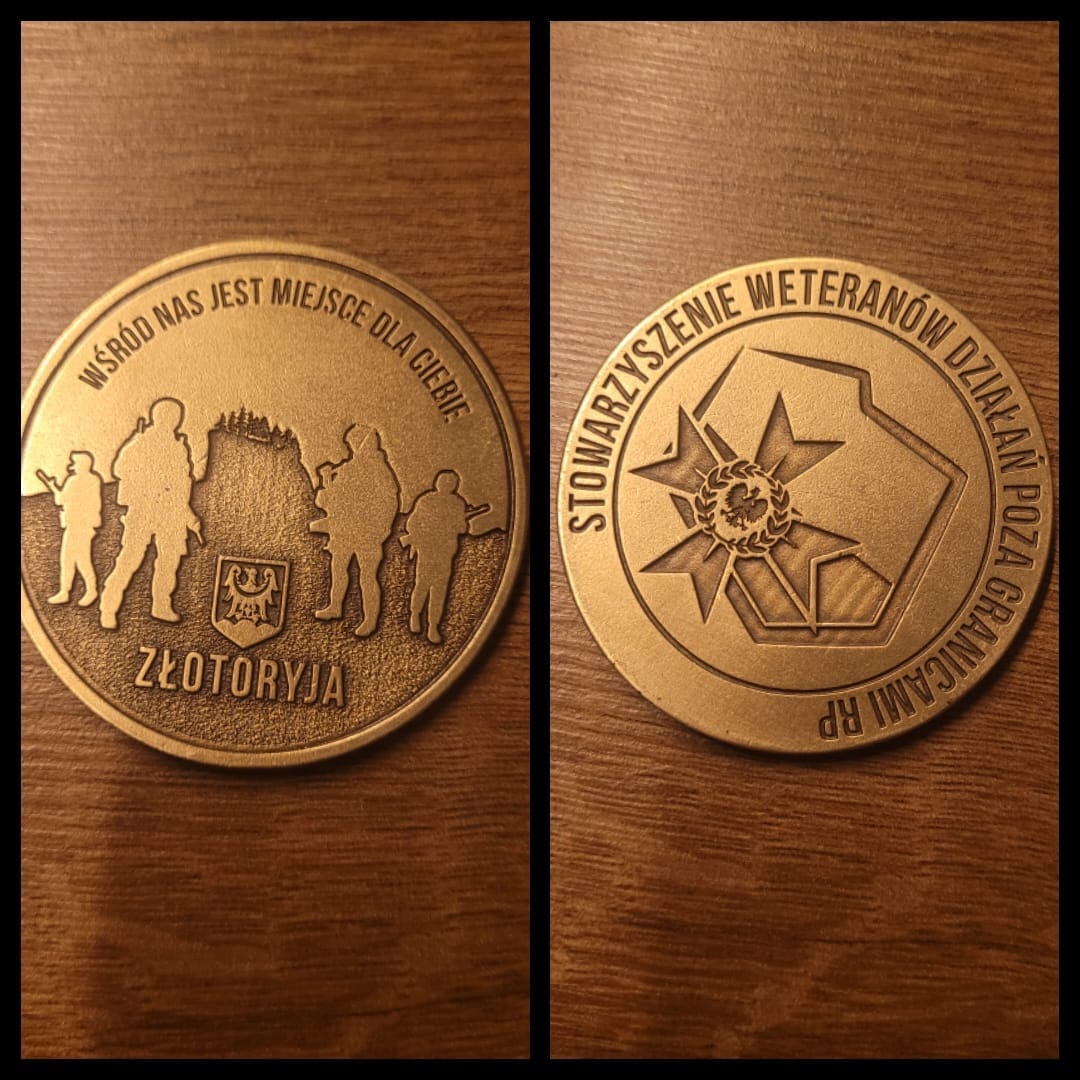 WŚRÓD NAS JEST MIEJSCE DLA CIEBIE.
ZŁOTORYJA
STOWARZYSZENIE WETERANÓW DZIAŁAŃ POZA GRANICAMI RP